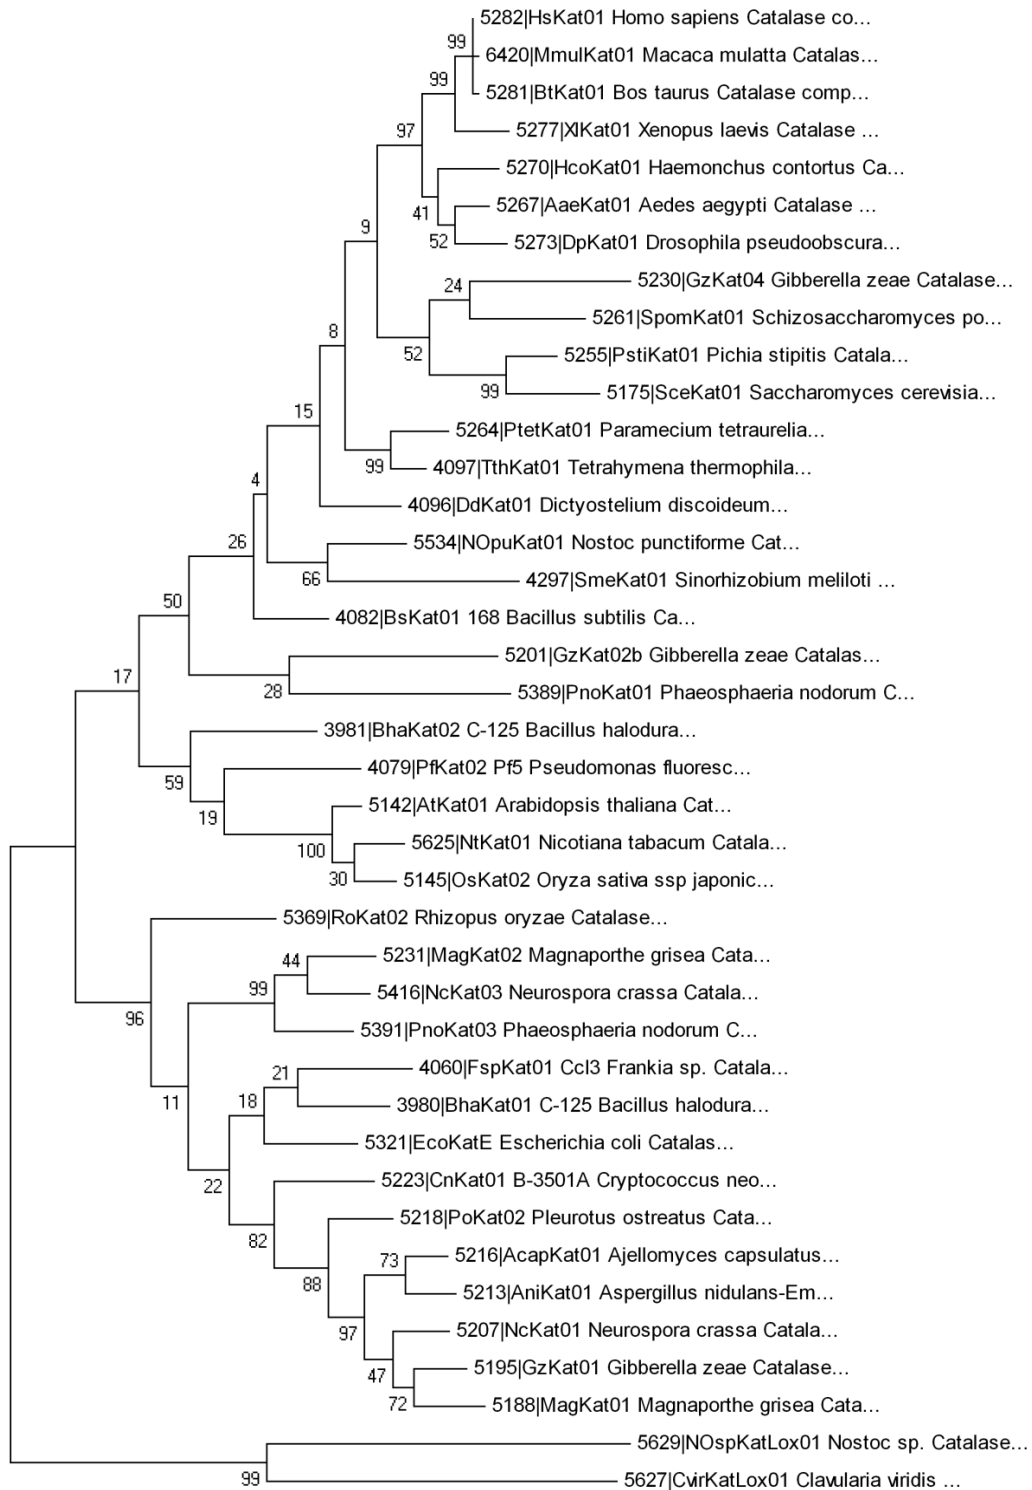 5282|HsKat01 Homo sapiens Catalase co...
99
6420|MmulKat01 Macaca mulatta Catalas...
99
5281|BtKat01 Bos taurus Catalase comp...
97
5277|XlKat01 Xenopus laevis Catalase ...
5270|HcoKat01 Haemonchus contortus Ca...
41
5267|AaeKat01 Aedes aegypti Catalase ...
9
52
5273|DpKat01 Drosophila pseudoobscura...
24
5230|GzKat04 Gibberella zeae Catalase...
8
5261|SpomKat01 Schizosaccharomyces po...
52
5255|PstiKat01 Pichia stipitis Catala...
99
5175|SceKat01 Saccharomyces cerevisia...
15
5264|PtetKat01 Paramecium tetraurelia...
99
4097|TthKat01 Tetrahymena thermophila...
4
4096|DdKat01 Dictyostelium discoideum...
26
5534|NOpuKat01 Nostoc punctiforme Cat...
66
4297|SmeKat01 Sinorhizobium meliloti ...
50
4082|BsKat01 168 Bacillus subtilis Ca...
5201|GzKat02b Gibberella zeae Catalas...
17
28
5389|PnoKat01 Phaeosphaeria nodorum C...
3981|BhaKat02 C-125 Bacillus halodura...
59
4079|PfKat02 Pf5 Pseudomonas fluoresc...
19
5142|AtKat01 Arabidopsis thaliana Cat...
100
5625|NtKat01 Nicotiana tabacum Catala...
30
5145|OsKat02 Oryza sativa ssp japonic...
5369|RoKat02 Rhizopus oryzae Catalase...
44
5231|MagKat02 Magnaporthe grisea Cata...
99
5416|NcKat03 Neurospora crassa Catala...
96
5391|PnoKat03 Phaeosphaeria nodorum C...
21
4060|FspKat01 CcI3 Frankia sp. Catala...
11
18
3980|BhaKat01 C-125 Bacillus halodura...
5321|EcoKatE Escherichia coli Catalas...
22
5223|CnKat01 B-3501A Cryptococcus neo...
82
5218|PoKat02 Pleurotus ostreatus Cata...
88
73
5216|AcapKat01 Ajellomyces capsulatus...
5213|AniKat01 Aspergillus nidulans-Em...
97
5207|NcKat01 Neurospora crassa Catala...
47
5195|GzKat01 Gibberella zeae Catalase...
72
5188|MagKat01 Magnaporthe grisea Cata...
5629|NOspKatLox01 Nostoc sp. Catalase...
99
5627|CvirKatLox01 Clavularia viridis ...